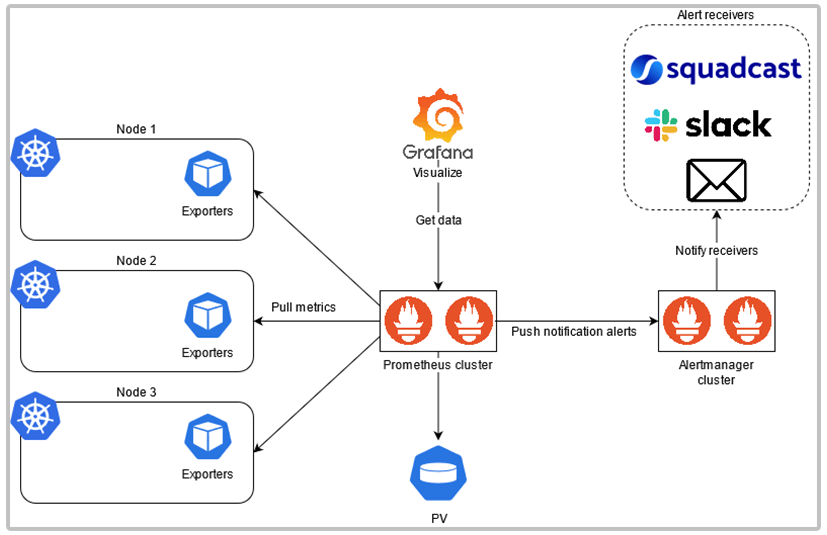 Alert receivers
squadcast
slack
Grafana
Visualize
Get data
Notify receivers
Node 1
Exporters
Node 2
Exporters
Node 3
Exporters
Pull metrics
Prometheus cluster
Push notification alerts
Alertmanager
cluster
PV